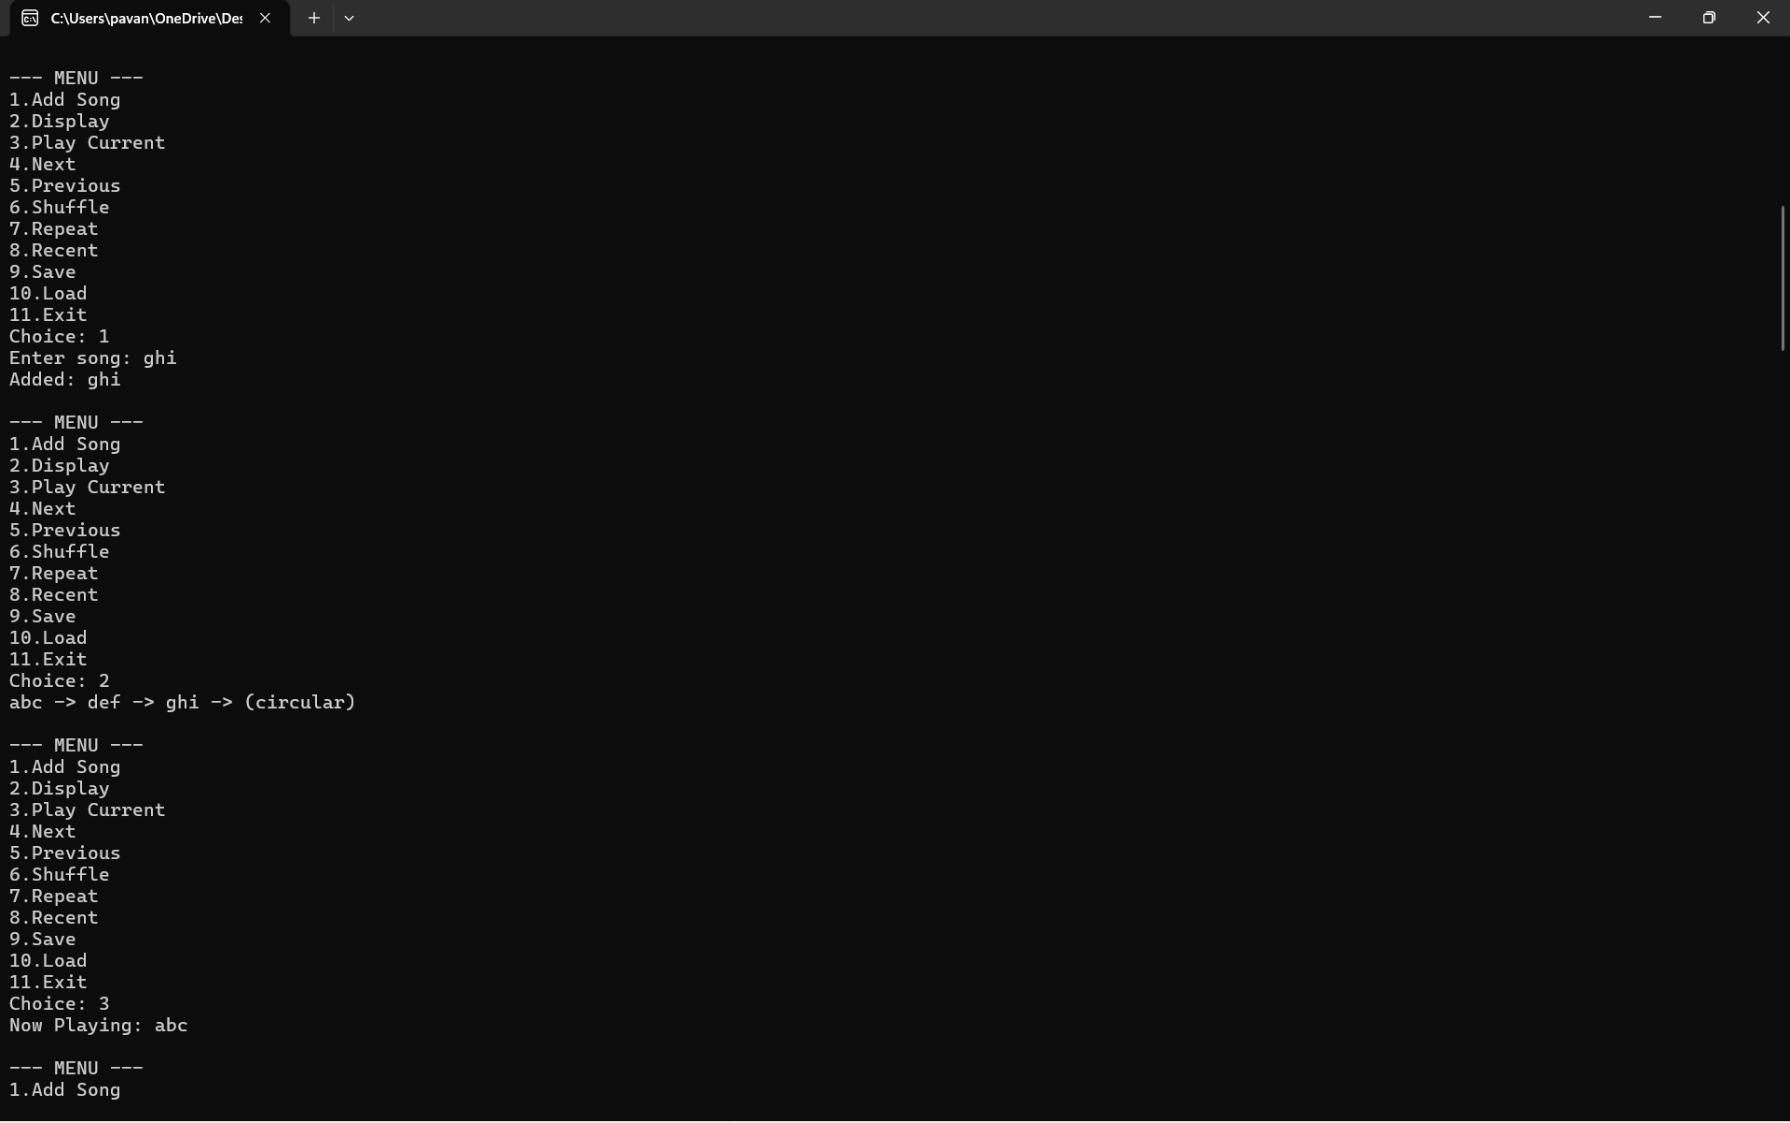 C:\Users\pavan\OneDrive\Des
--- MENU ---
1.Add Song
2.Display
3.Play Current
4.Next
5.Previous
6.Shuffle
7.Repeat
8.Recent
9.Save
10.Load
11.Exit
Choice: 1
Enter song: ghi
Added: ghi
--- MENU ---
1.Add Song
2.Display
3.Play Current
4.Next
5.Previous
6.Shuffle
7.Repeat
8.Recent
9.Save
10.Load
11.Exit
Choice: 2
abc -> def -> ghi -> (circular)
--- MENU ---
1.Add Song
2.Display
3.Play Current
4.Next
5.Previous
6.Shuffle
7.Repeat
8.Recent
9.Save
10.Load
11.Exit
Choice: 3
Now Playing: abc
--- MENU ---
1.Add Song